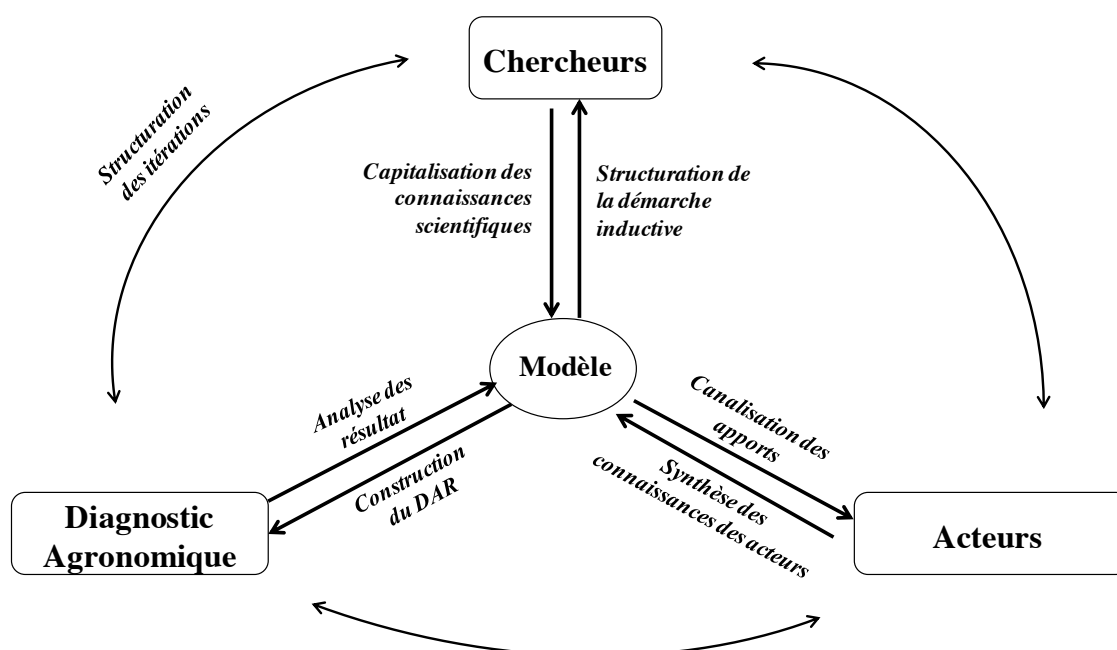 Chercheurs
Structuration
des itérations
Capitalisation des
connaissances
scientifiques
Structuration de
la démarche
inductive
Modèle
Analyse des
résultat
Construction
du DAR
Canalisation des
apports
Synthèse des
connaissances des acteurs
Diagnostic
Agronomique
Acteurs